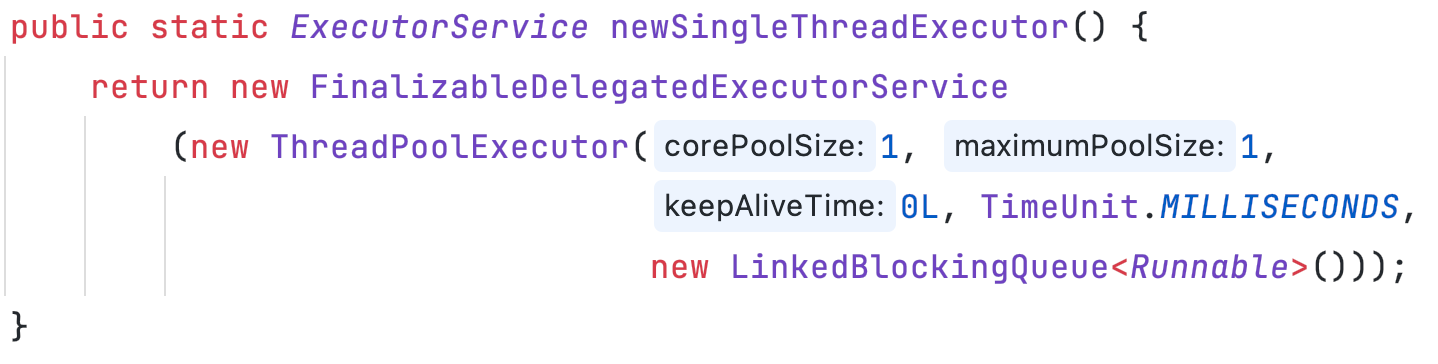 public static ExecutorService newSingleThreadExecutor() {
return new FinalizableDelegatedExecutorService
(new ThreadPoolExecutor( corePoolSize: 1, maximumPoolSize: 1,
keepAliveTime: 0L, TimeUnit.MILLISECONDS,
new LinkedBlockingQueue<Runnable>()));
}